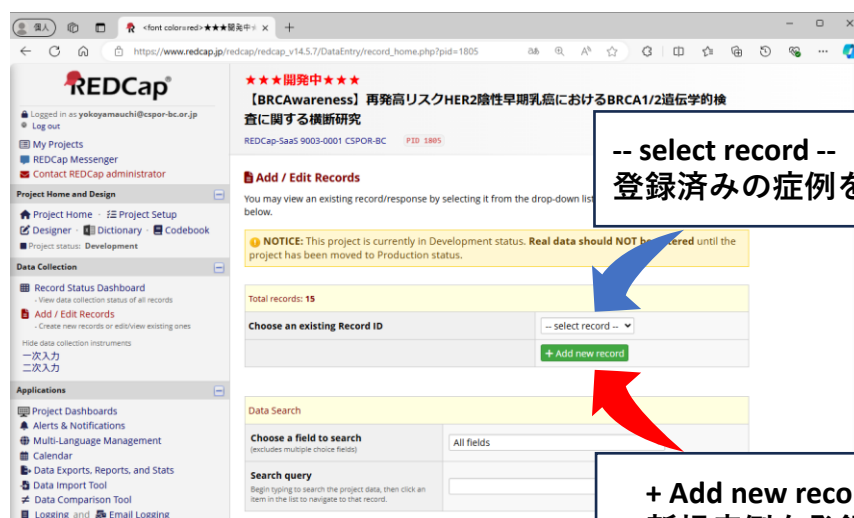 個人
<font color=red>★★★開発中
https://www.redcap.jp/redcap/redcap_v14.5.7/DataEntry/record_home.php?pid=1805
REDCap
Logged in as yokoyamauchi@cspor-bc.or.jp
Log out
My Projects
REDCap Messenger
Contact REDCap administrator
Project Home and Design
Project Home · Project Setup
Designer · Dictionary · Codebook
Project status: Development
Data Collection
Record Status Dashboard
- View data collection status of all records
Add / Edit Records
- Create new records or edit/view existing ones
Hide data collection instruments
一次入力
二次入力
Applications
Project Dashboards
Alerts & Notifications
Multi-Language Management
Calendar
Data Exports, Reports, and Stats
Data Import Tool
Data Comparison Tool
Logging and Email Logging
★★★開発中★★★
【BRCAwareness】再発高リスクHER2陰性早期乳癌におけるBRCA1/2遺伝学的検
査に関する横断研究
REDCap-SaaS 9003-0001 CSPOR-BC PID 1805
Add / Edit Records
You may view an existing record/response by selecting it from the drop-down list
below.
NOTICE: This project is currently in Development status. Real data should NOT be entered until the
project has been moved to Production status.
Total records: 15
Choose an existing Record ID
-- select record --
+ Add new record
Data Search
Choose a field to search
(excludes multiple choice fields)
All fields
Search query
Begin typing to search the project data, then click an
item in the list to navigate to that record.
-- select record --
登録済みの症例を
+ Add new reco